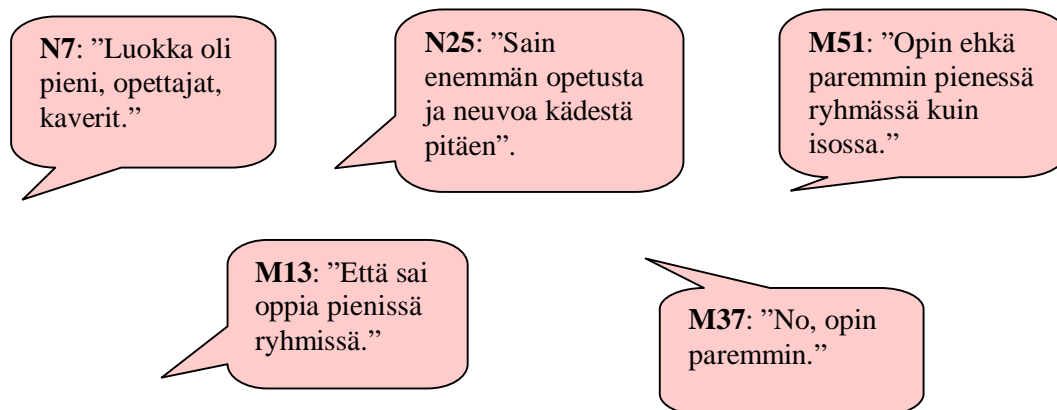 N7: ”Luokka oli
pieni, opettajat,
kaverit.”
N25: ”Sain
enemmän opetusta
ja neuvoa kädestä
pitäen”.
M51: ”Opin ehkä
paremmin pienessä
ryhmässä kuin
isossa.”
M13: ”Että sai
oppia pienissä
ryhmissä.”
M37: ”No, opin
paremmin.”